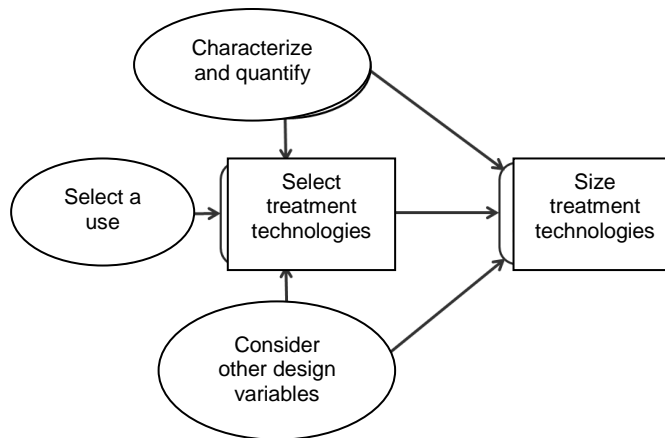 Characterize
and quantify
Select a
use
Select
treatment
technologies
Size
treatment
technologies
Consider
other design
variables